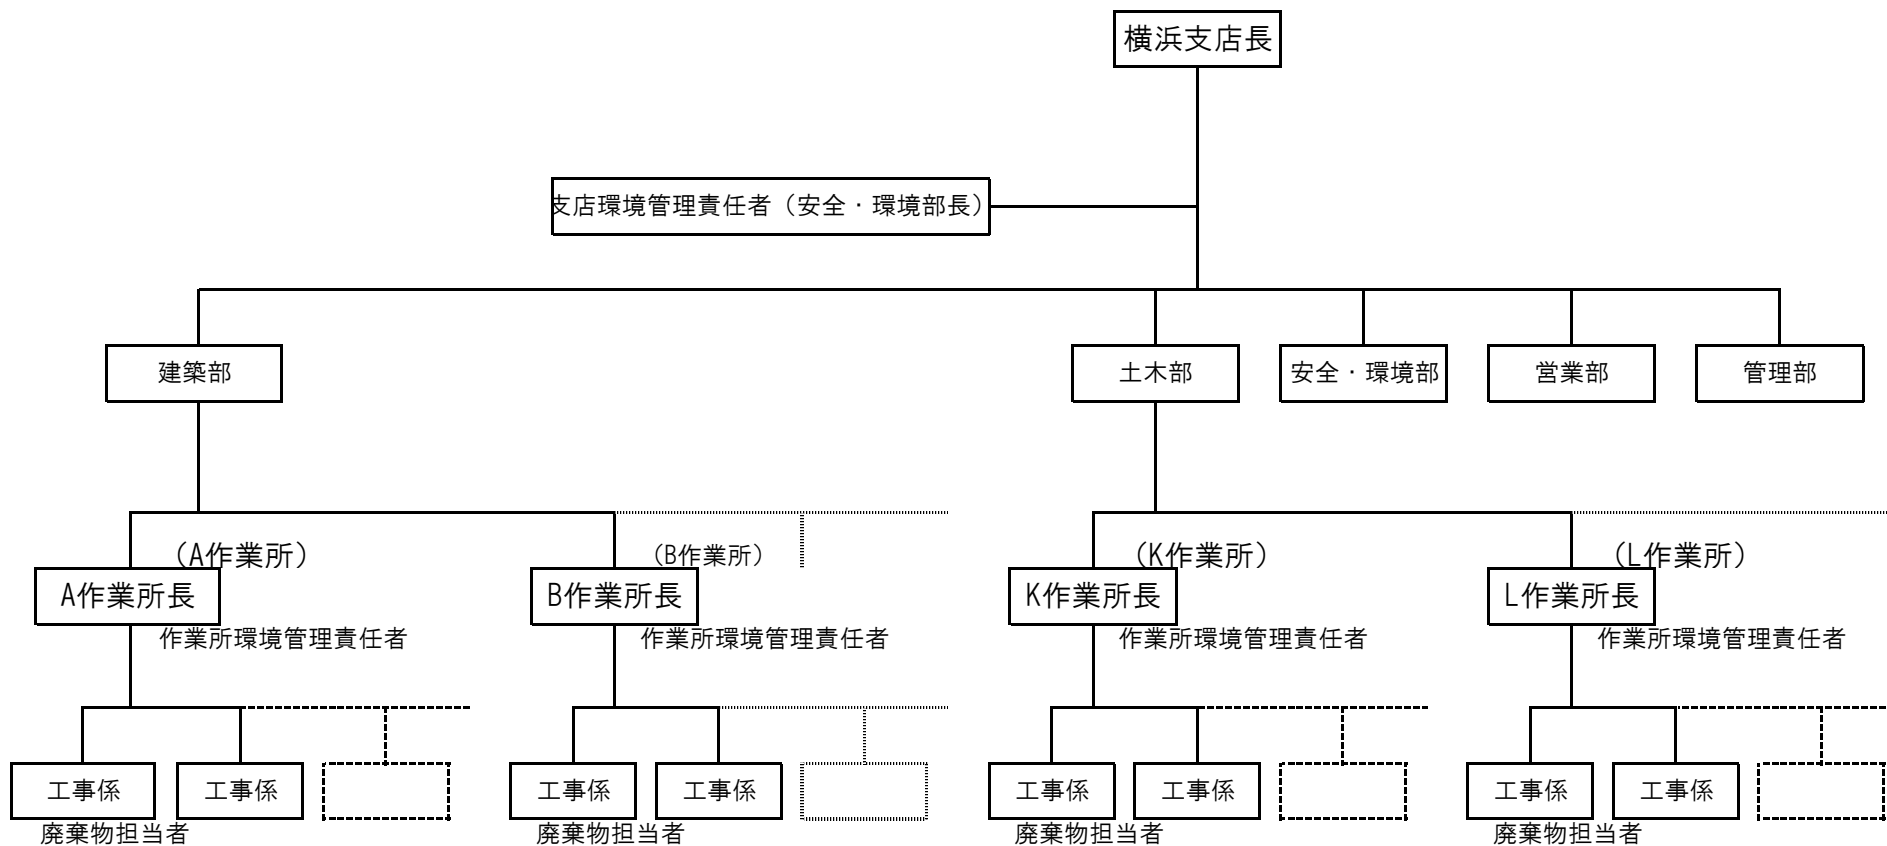 横浜支店長
支店環境管理責任者（安全・環境部長）
建築部
土木部
安全・環境部
営業部
管理部
（A作業所）
（B作業所）
（K作業所）
（L作業所）
A作業所長
B作業所長
K作業所長
L作業所長
作業所環境管理責任者
作業所環境管理責任者
作業所環境管理責任者
作業所環境管理責任者
工事係
工事係
工事係
工事係
工事係
工事係
工事係
工事係
廃棄物担当者
廃棄物担当者
廃棄物担当者
廃棄物担当者